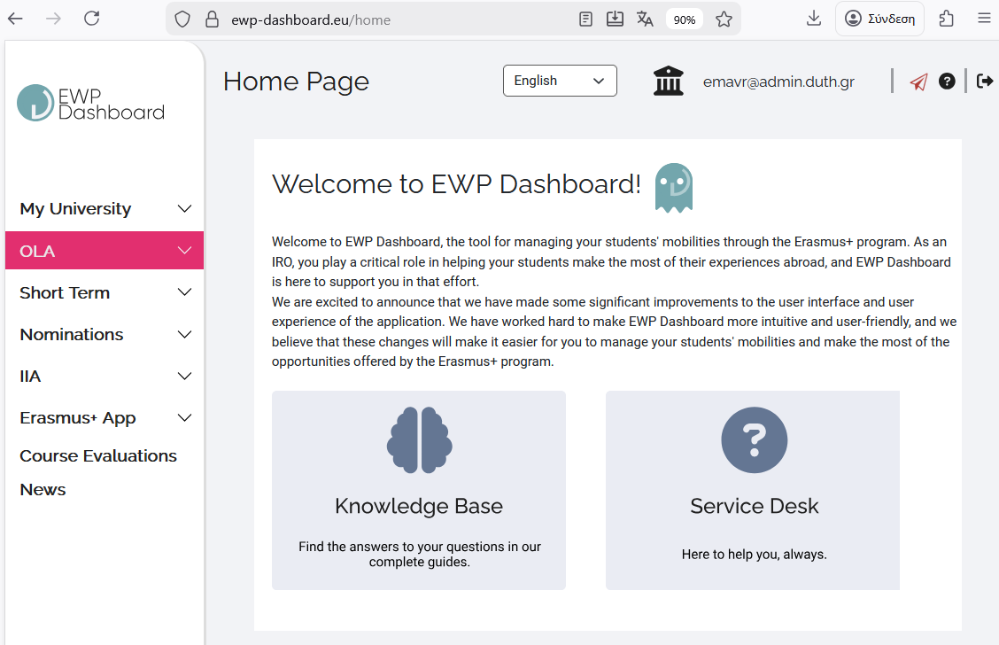 ewp-dashboard.eu/home
90%
Σύνδεση
EWP
Dashboard
Home Page
English
emavr@admin.duth.gr
My University
OLA
Short Term
Nominations
IIA
Erasmus+ App
Course Evaluations
News
Welcome to EWP Dashboard!
Welcome to EWP Dashboard, the tool for managing your students' mobilities through the Erasmus+ program. As an
IRO, you play a critical role in helping your students make the most of their experiences abroad, and EWP Dashboard
is here to support you in that effort.
We are excited to announce that we have made some significant improvements to the user interface and user
experience of the application. We have worked hard to make EWP Dashboard more intuitive and user-friendly, and we
believe that these changes will make it easier for you to manage your students' mobilities and make the most of the
opportunities offered by the Erasmus+ program.
Knowledge Base
Find the answers to your questions in our
complete guides.
Service Desk
Here to help you, always.